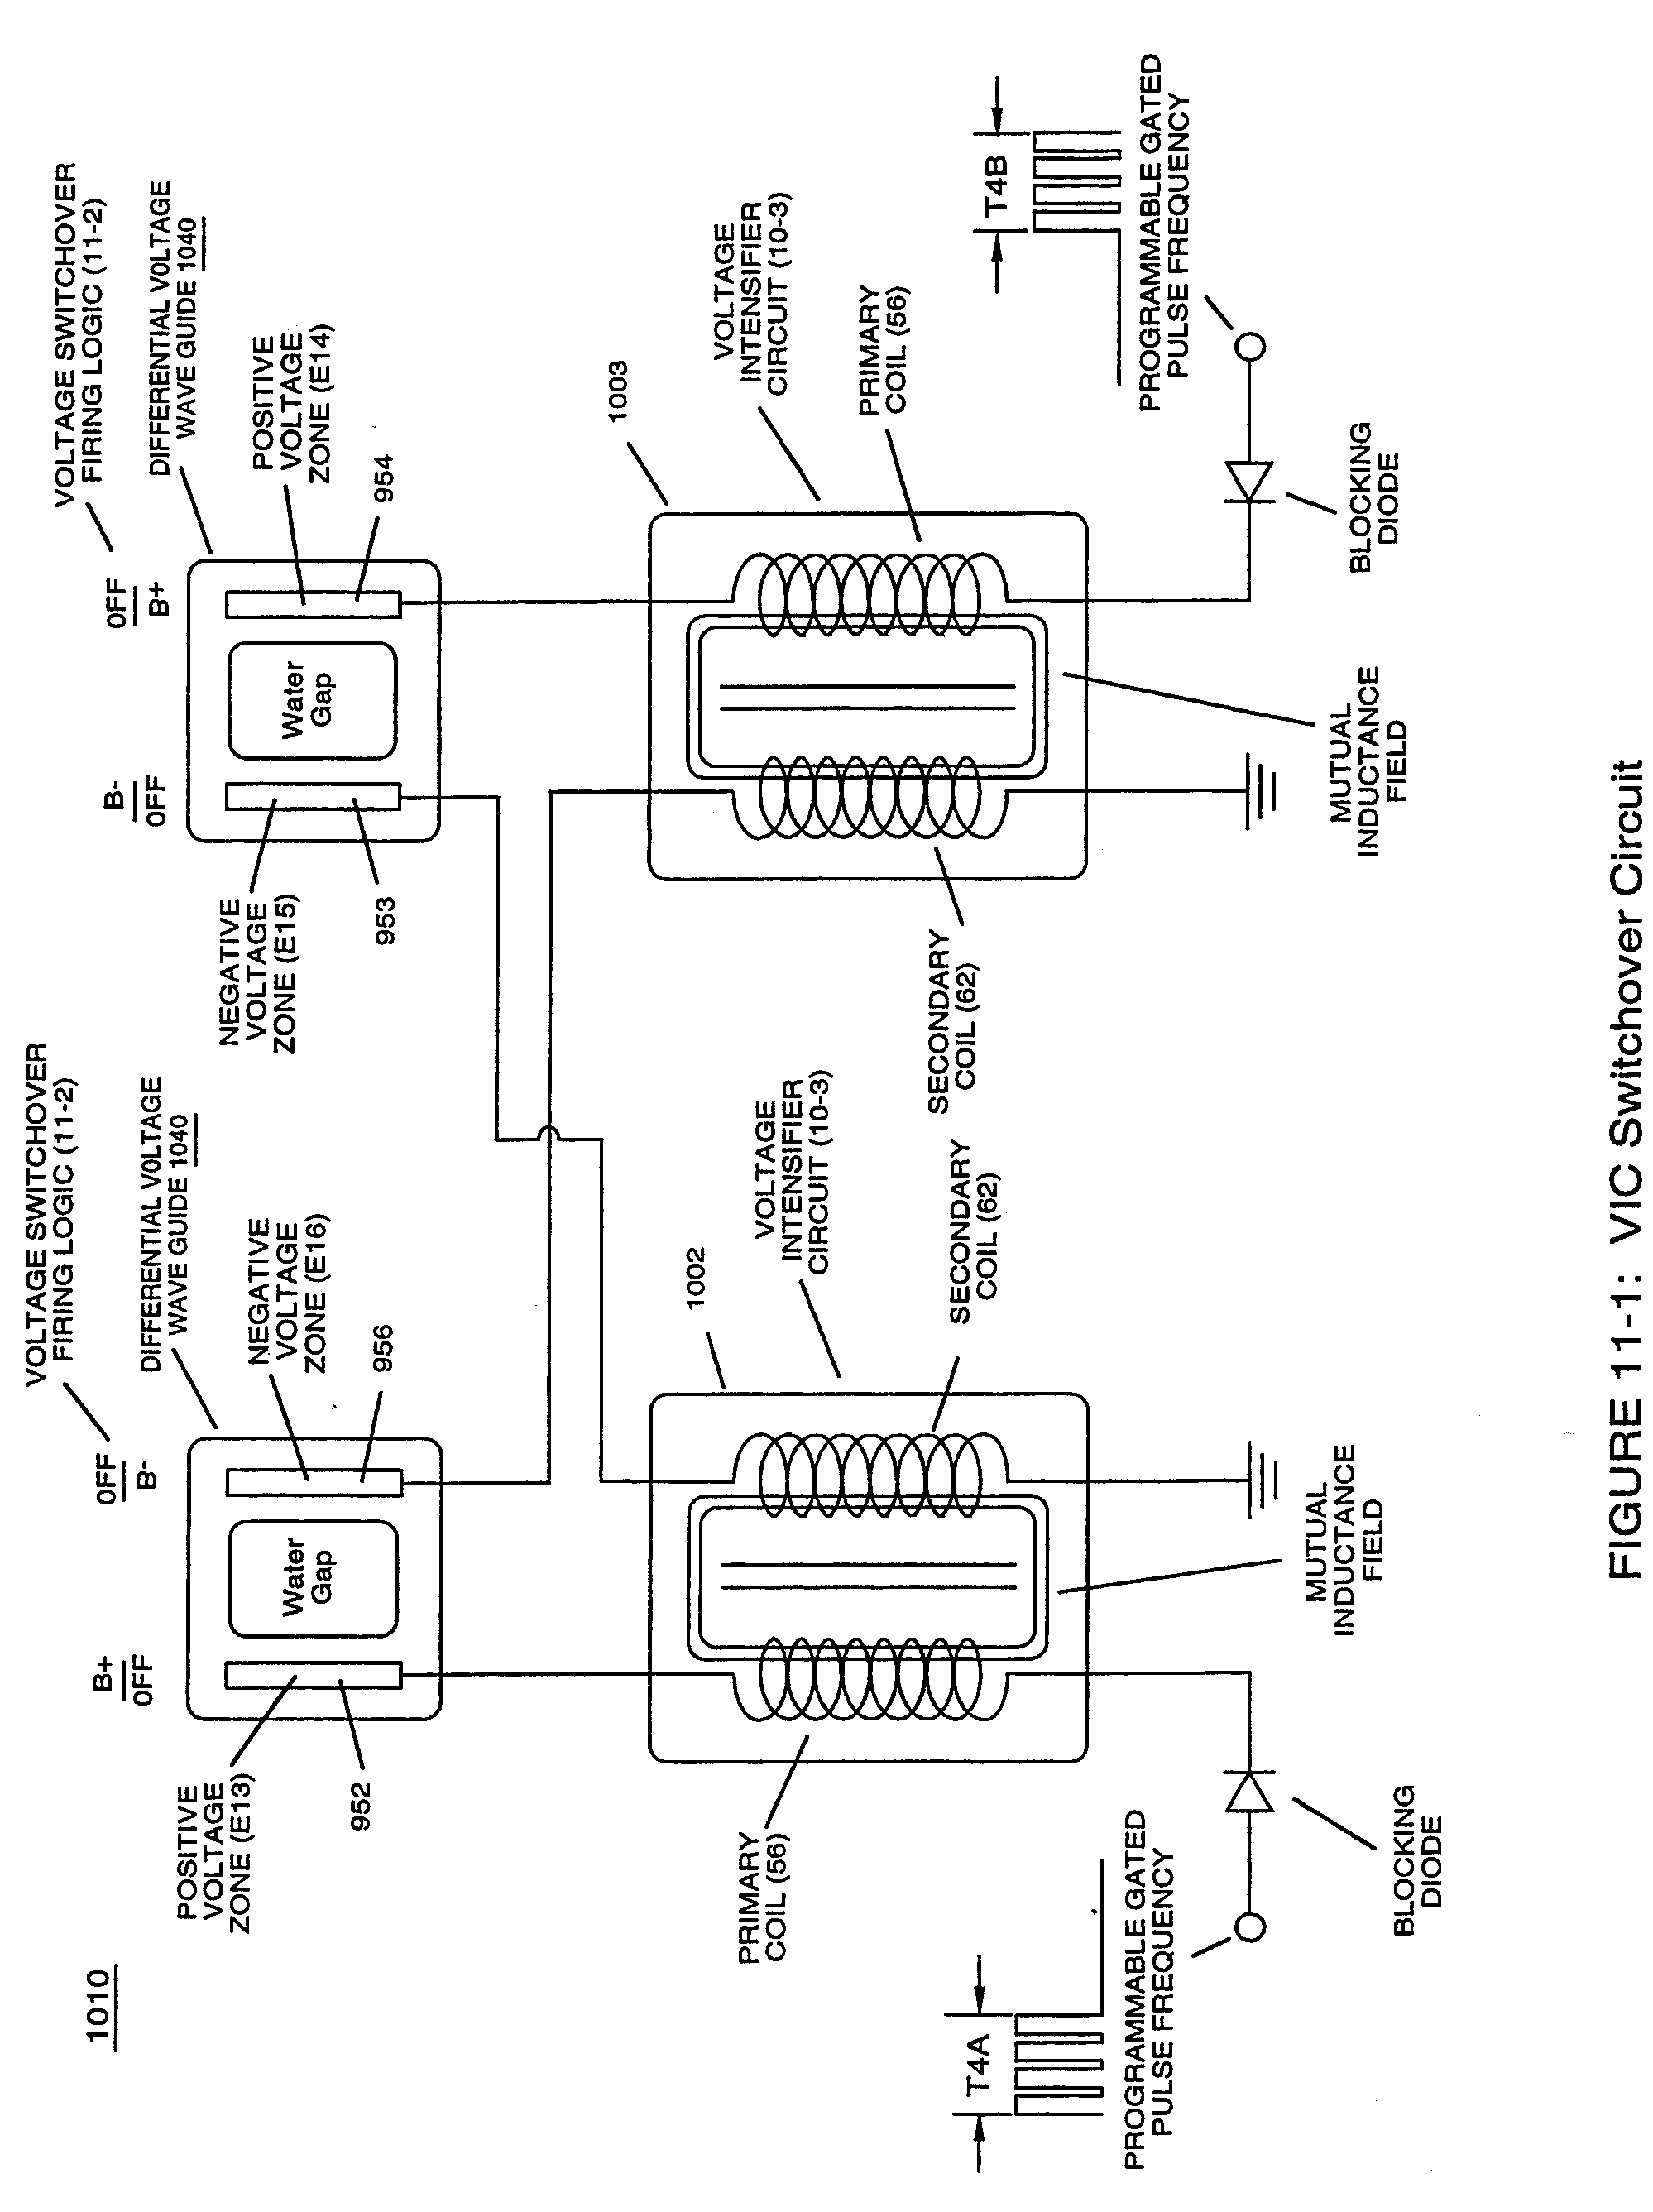 1010
VOLTAGE SWITCHOVER
FIRING LOGIC (11-2)
DIFFERENTIAL VOLTAGE
WAVE GUIDE 1040
B+
OFF
OFF
B-
POSITIVE
VOLTAGE
ZONE (E13)
952
Water
Gap
NEGATIVE
VOLTAGE
ZONE (E16)
956
VOLTAGE SWITCHOVER
FIRING LOGIC (11-2)
DIFFERENTIAL VOLTAGE
WAVE GUIDE 1040
B-
OFF
OFF
B+
NEGATIVE
VOLTAGE
ZONE (E15)
953
Water
Gap
POSITIVE
VOLTAGE
ZONE (E14)
954
1002
VOLTAGE
INTENSIFIER
CIRCUIT (10-3)
PRIMARY
COIL (56)
SECONDARY
COIL (62)
1003
VOLTAGE
INTENSIFIER
CIRCUIT (10-3)
SECONDARY
COIL (62)
PRIMARY
COIL (56)
T4A
PROGRAMMABLE GATED
PULSE FREQUENCY
T4B
PROGRAMMABLE GATED
PULSE FREQUENCY
BLOCKING
DIODE
MUTUAL
INDUCTANCE
FIELD
MUTUAL
INDUCTANCE
FIELD
BLOCKING
DIODE
FIGURE 11-1: VIC Switchover Circuit